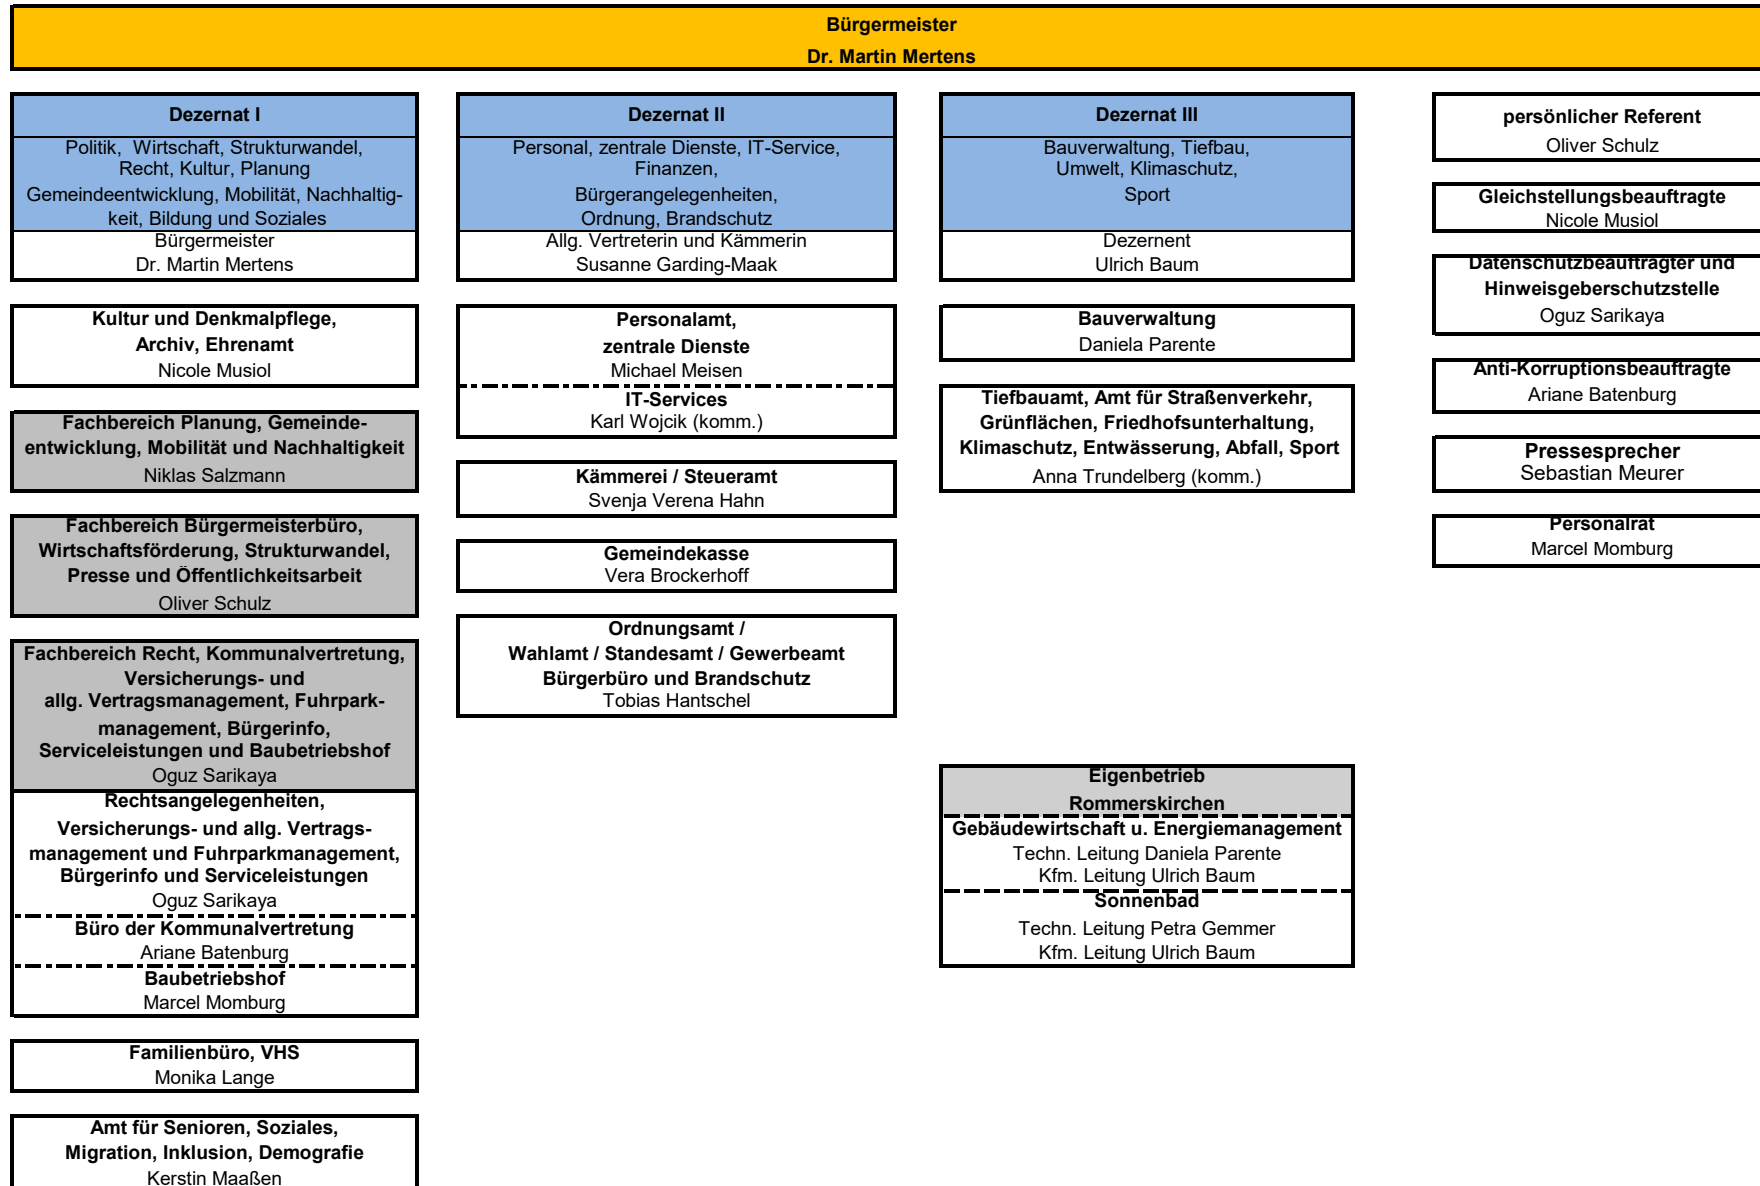 Bürgermeister
Dr. Martin Mertens
Dezernat I
Politik, Wirtschaft, Strukturwandel,
Recht, Kultur, Planung
Gemeindeentwicklung, Mobilität, Nachhaltig-
keit, Bildung und Soziales
Bürgermeister
Dr. Martin Mertens
Kultur und Denkmalpflege,
Archiv, Ehrenamt
Nicole Musiol
Fachbereich Planung, Gemeinde-
entwicklung, Mobilität und Nachhaltigkeit
Niklas Salzmann
Fachbereich Bürgermeisterbüro,
Wirtschaftsförderung, Strukturwandel,
Presse und Öffentlichkeitsarbeit
Oliver Schulz
Fachbereich Recht, Kommunalvertretung,
Versicherungs- und
allg. Vertragsmanagement, Fuhrpark-
management, Bürgerinfo,
Serviceleistungen und Baubetriebshof
Oguz Sarikaya
Rechtsangelegenheiten,
Versicherungs- und allg. Vertrags-
management und Fuhrparkmanagement,
Bürgerinfo und Serviceleistungen
Oguz Sarikaya
Büro der Kommunalvertretung
Ariane Batenburg
Baubetriebshof
Marcel Momburg
Familienbüro, VHS
Monika Lange
Amt für Senioren, Soziales,
Migration, Inklusion, Demografie
Kerstin Maaßen
Dezernat II
Personal, zentrale Dienste, IT-Service,
Finanzen,
Bürgerangelegenheiten,
Ordnung, Brandschutz
Allg. Vertreterin und Kämmerin
Susanne Garding-Maak
Personalamt,
zentrale Dienste
Michael Meisen
IT-Services
Karl Wojcik (komm.)
Kämmerei / Steueramt
Svenja Verena Hahn
Gemeindekasse
Vera Brockerhoff
Ordnungsamt /
Wahlamt / Standesamt / Gewerbeamt
Bürgerbüro und Brandschutz
Tobias Hantschel
Dezernat III
Bauverwaltung, Tiefbau,
Umwelt, Klimaschutz,
Sport
Dezernent
Ulrich Baum
Bauverwaltung
Daniela Parente
Tiefbauamt, Amt für Straßenverkehr,
Grünflächen, Friedhofsunterhaltung,
Klimaschutz, Entwässerung, Abfall, Sport
Anna Trundelberg (komm.)
Eigenbetrieb
Rommerskirchen
Gebäudewirtschaft u. Energiemanagement
Techn. Leitung Daniela Parente
Kfm. Leitung Ulrich Baum
Sonnenbad
Techn. Leitung Petra Gemmer
Kfm. Leitung Ulrich Baum
persönlicher Referent
Oliver Schulz
Gleichstellungsbeauftragte
Nicole Musiol
Datenschutzbeauftragter und
Hinweisgeberschutzstelle
Oguz Sarikaya
Anti-Korruptionsbeauftragte
Ariane Batenburg
Pressesprecher
Sebastian Meurer
Personalrat
Marcel Momburg